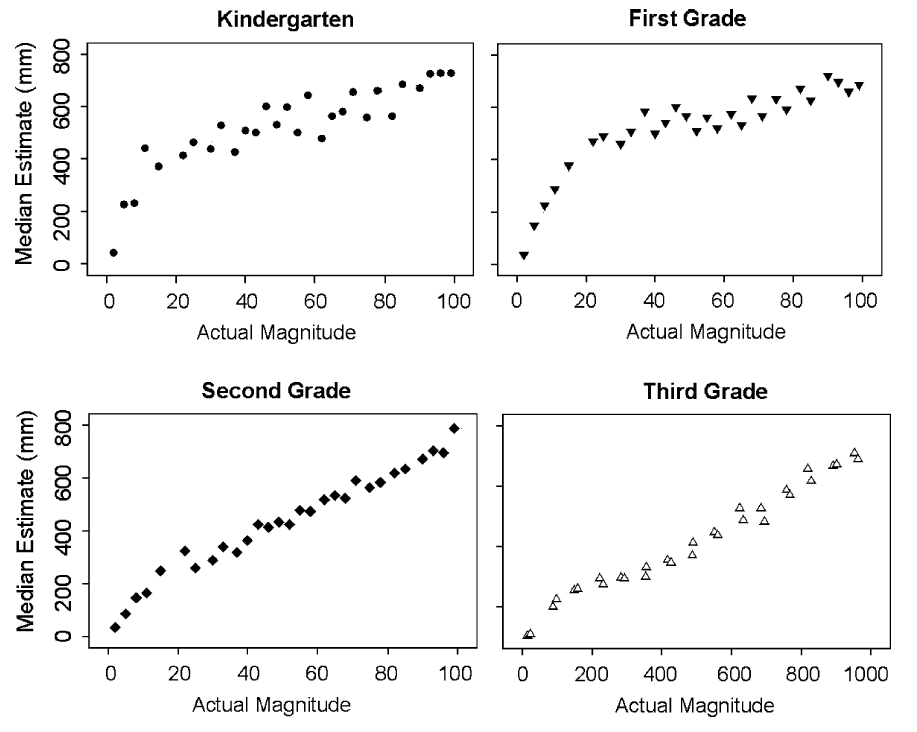 Kindergarten
First Grade
Median Estimate (mm)
800
600
400
200
0
0 20 40 60 80 100
0 20 40 60 80 100
Actual Magnitude
Actual Magnitude
Second Grade
Third Grade
Median Estimate (mm)
800
600
400
200
0
0 20 40 60 80 100
0 200 400 600 800 1000
Actual Magnitude
Actual Magnitude